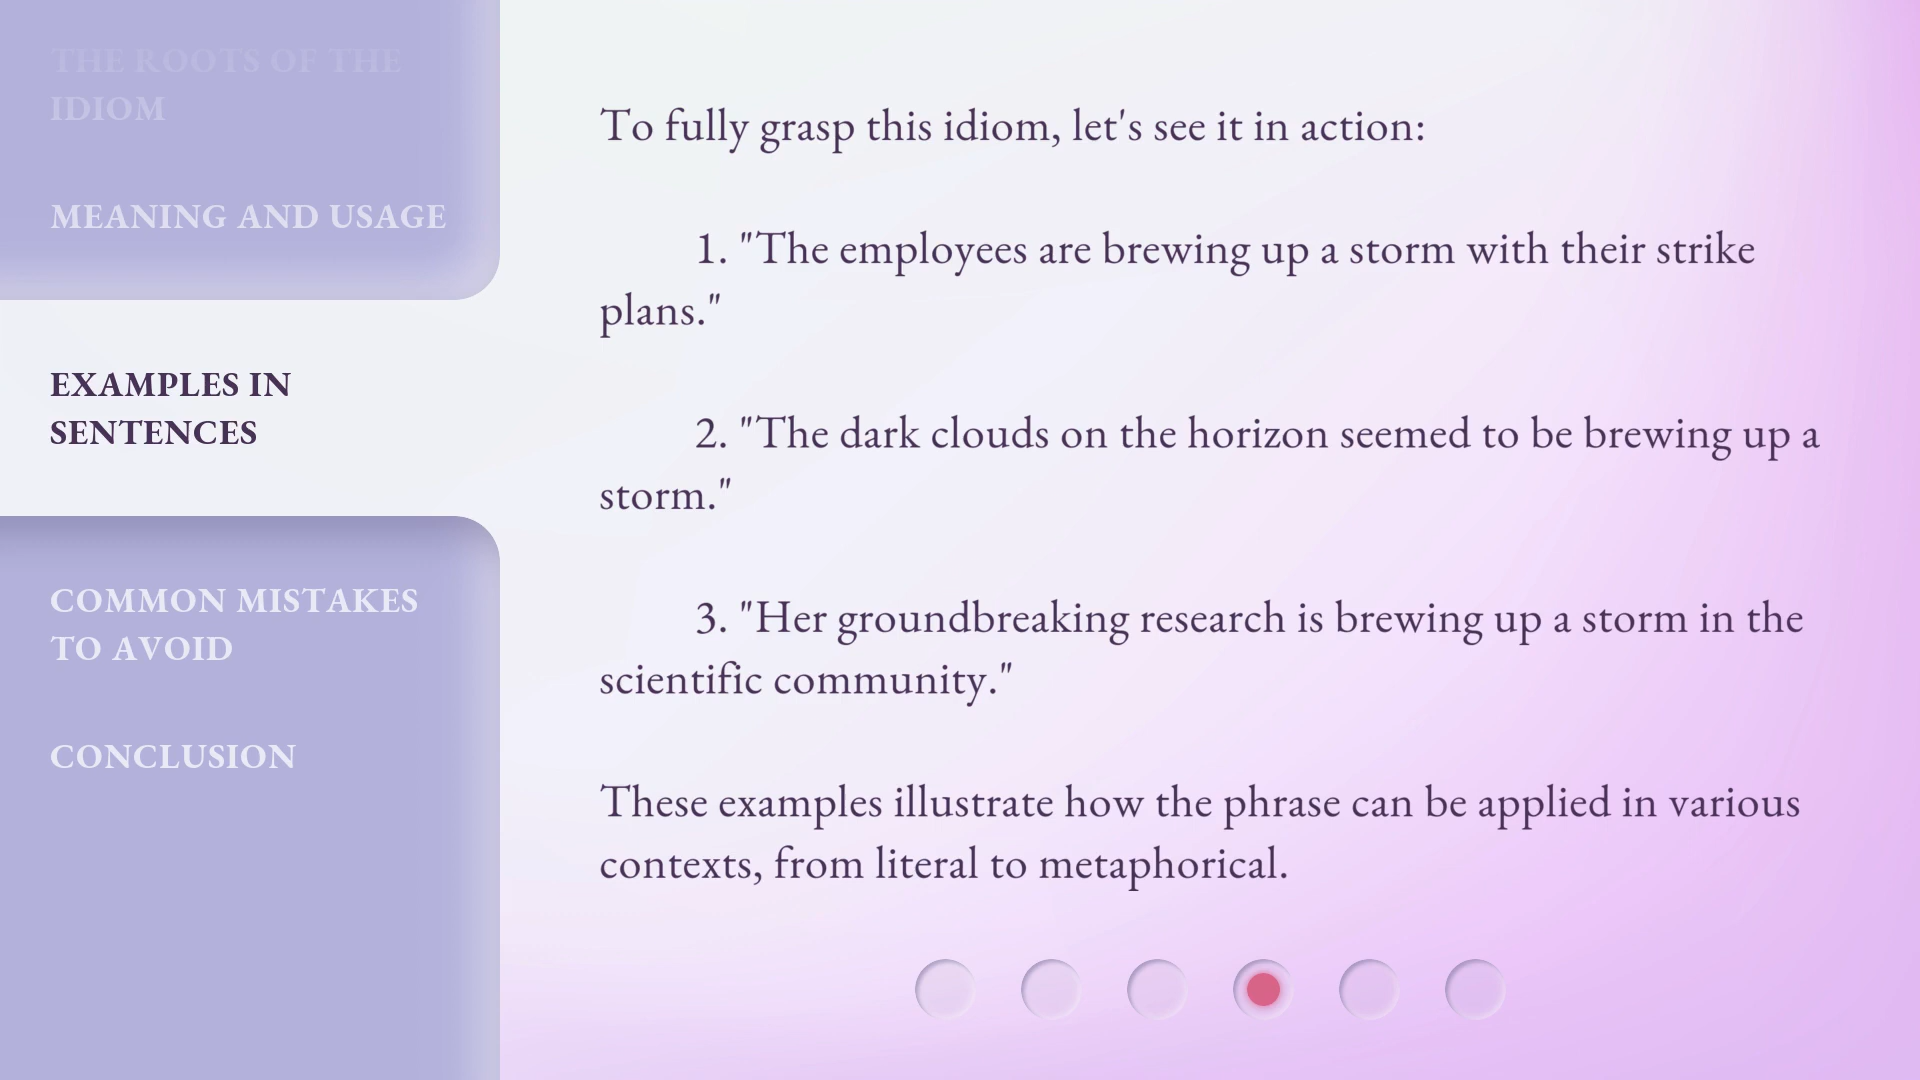 THE ROOTS OF THE
IDIOM
MEANING AND USAGE
EXAMPLES IN
SENTENCES
COMMON MISTAKES
TO AVOID
CONCLUSION
To fully grasp this idiom, let's see it in action:
1. "The employees are brewing up a storm with their strike
plans."
2. "The dark clouds on the horizon seemed to be brewing up a
storm."
3. "Her groundbreaking research is brewing up a storm in the
scientific community."
These examples illustrate how the phrase can be applied in various
contexts, from literal to metaphorical.